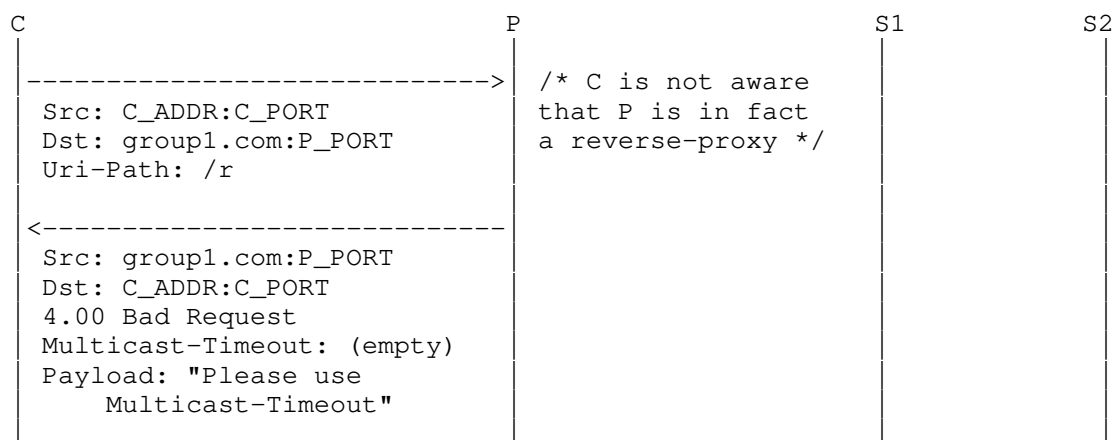 C P S1 S2
------------------------------> /* C is not aware
Src: C_ADDR:C_PORT that P is in fact
Dst: group1.com:P_PORT a reverse-proxy */
Uri-Path: /r
<------------------------------
Src: group1.com:P_PORT
Dst: C_ADDR:C_PORT
4.00 Bad Request
Multicast-Timeout: (empty)
Payload: "Please use
Multicast-Timeout"